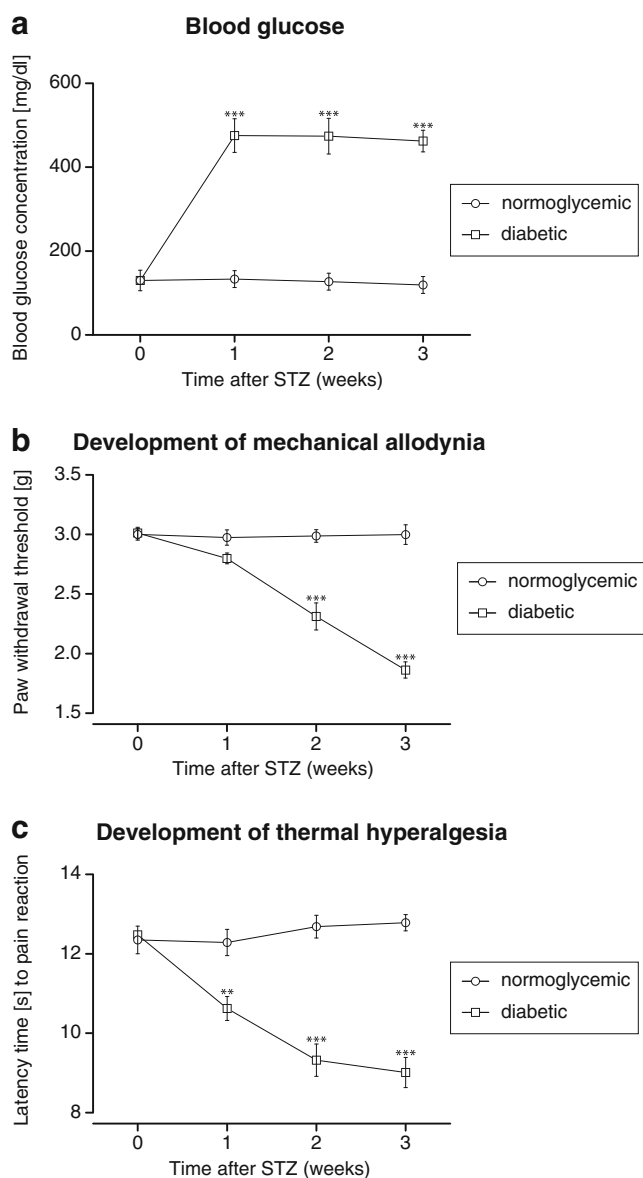 a Blood glucose
Blood glucose concentration [mg/dl]
600
400
200
0
*** *** ***
0 1 2 3
Time after STZ (weeks)
normoglycemic
diabetic
b Development of mechanical allodynia
Paw withdrawal threshold [g]
3.5
3.0
2.5
2.0
1.5
***
***
0 1 2 3
Time after STZ (weeks)
normoglycemic
diabetic
c Development of thermal hyperalgesia
Latency time [s] to pain reaction
14
12
10
8
**
***
***
0 1 2 3
Time after STZ (weeks)
normoglycemic
diabetic